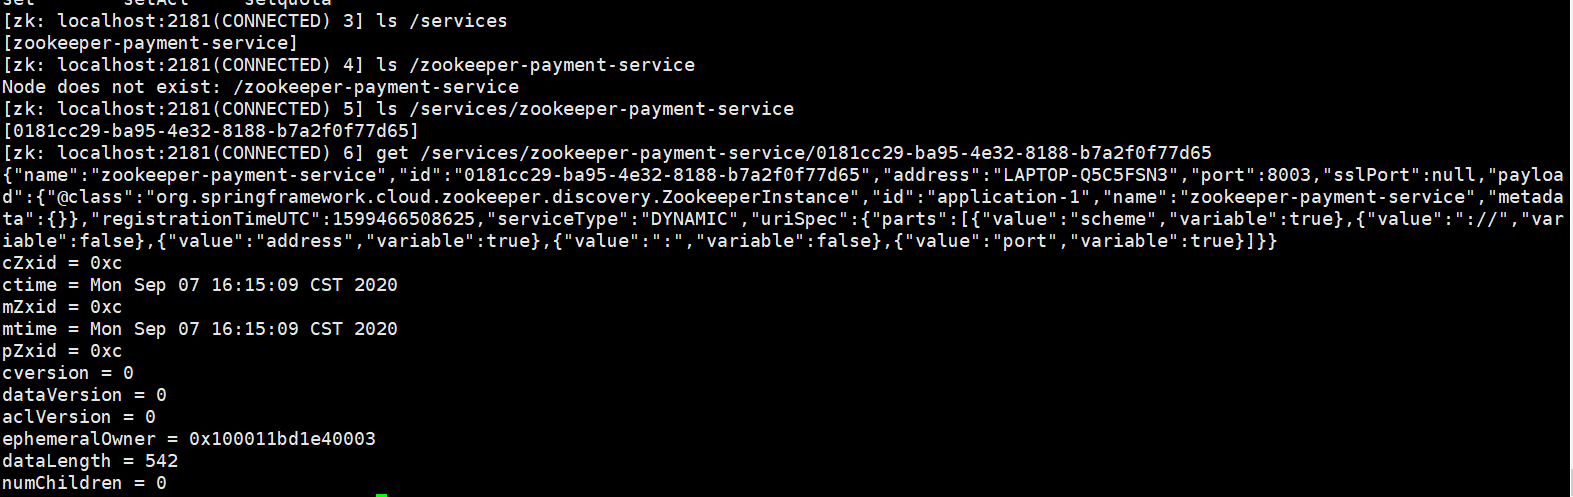 set        setAcl     setquota
[zk: localhost:2181(CONNECTED) 3] ls /services
[zookeeper-payment-service]
[zk: localhost:2181(CONNECTED) 4] ls /zookeeper-payment-service
Node does not exist: /zookeeper-payment-service
[zk: localhost:2181(CONNECTED) 5] ls /services/zookeeper-payment-service
[0181cc29-ba95-4e32-8188-b7a2f0f77d65]
[zk: localhost:2181(CONNECTED) 6] get /services/zookeeper-payment-service/0181cc29-ba95-4e32-8188-b7a2f0f77d65
{"name":"zookeeper-payment-service","id":"0181cc29-ba95-4e32-8188-b7a2f0f77d65","address":"LAPTOP-Q5C5FSN3","port":8003,"sslPort":null,"payloa
d":{"@class":"org.springframework.cloud.zookeeper.discovery.ZookeeperInstance","id":"application-1","name":"zookeeper-payment-service","metada
ta":{}},"registrationTimeUTC":1599466508625,"serviceType":"DYNAMIC","uriSpec":{"parts":[{"value":"scheme","variable":true},{"value":"://","var
iable":false},{"value":"address","variable":true},{"value":":","variable":false},{"value":"port","variable":true}]}}
cZxid = 0xc
ctime = Mon Sep 07 16:15:09 CST 2020
mZxid = 0xc
mtime = Mon Sep 07 16:15:09 CST 2020
pZxid = 0xc
cversion = 0
dataVersion = 0
aclVersion = 0
ephemeralOwner = 0x100011bd1e40003
dataLength = 542
numChildren = 0